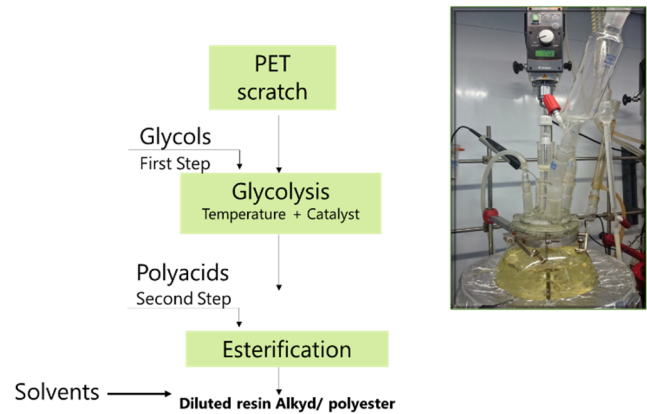 PET
scratch
Glycols
First Step
Glycolysis
Temperature + Catalyst
Polyacids
Second Step
Esterification
Solvents
Diluted resin Alkyd/ polyester